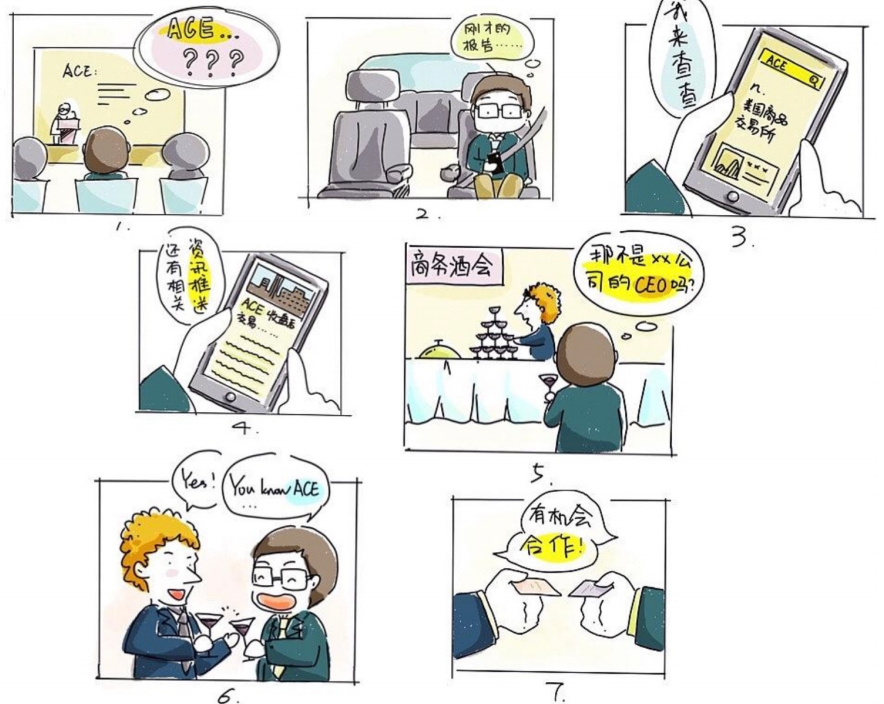 ACE...
? ? ?
ACE:
1.
刚才的
报告……
2.
我来查查
ACE
n.
美国商品
交易所
x x x
3.
还有相关
资讯推送
ACE 收盘后
交易……
4.
商务酒会
那不是xx公
司的CEO吗?
5.
Yes!
You know ACE
...
6.
有机会
合作!
7.